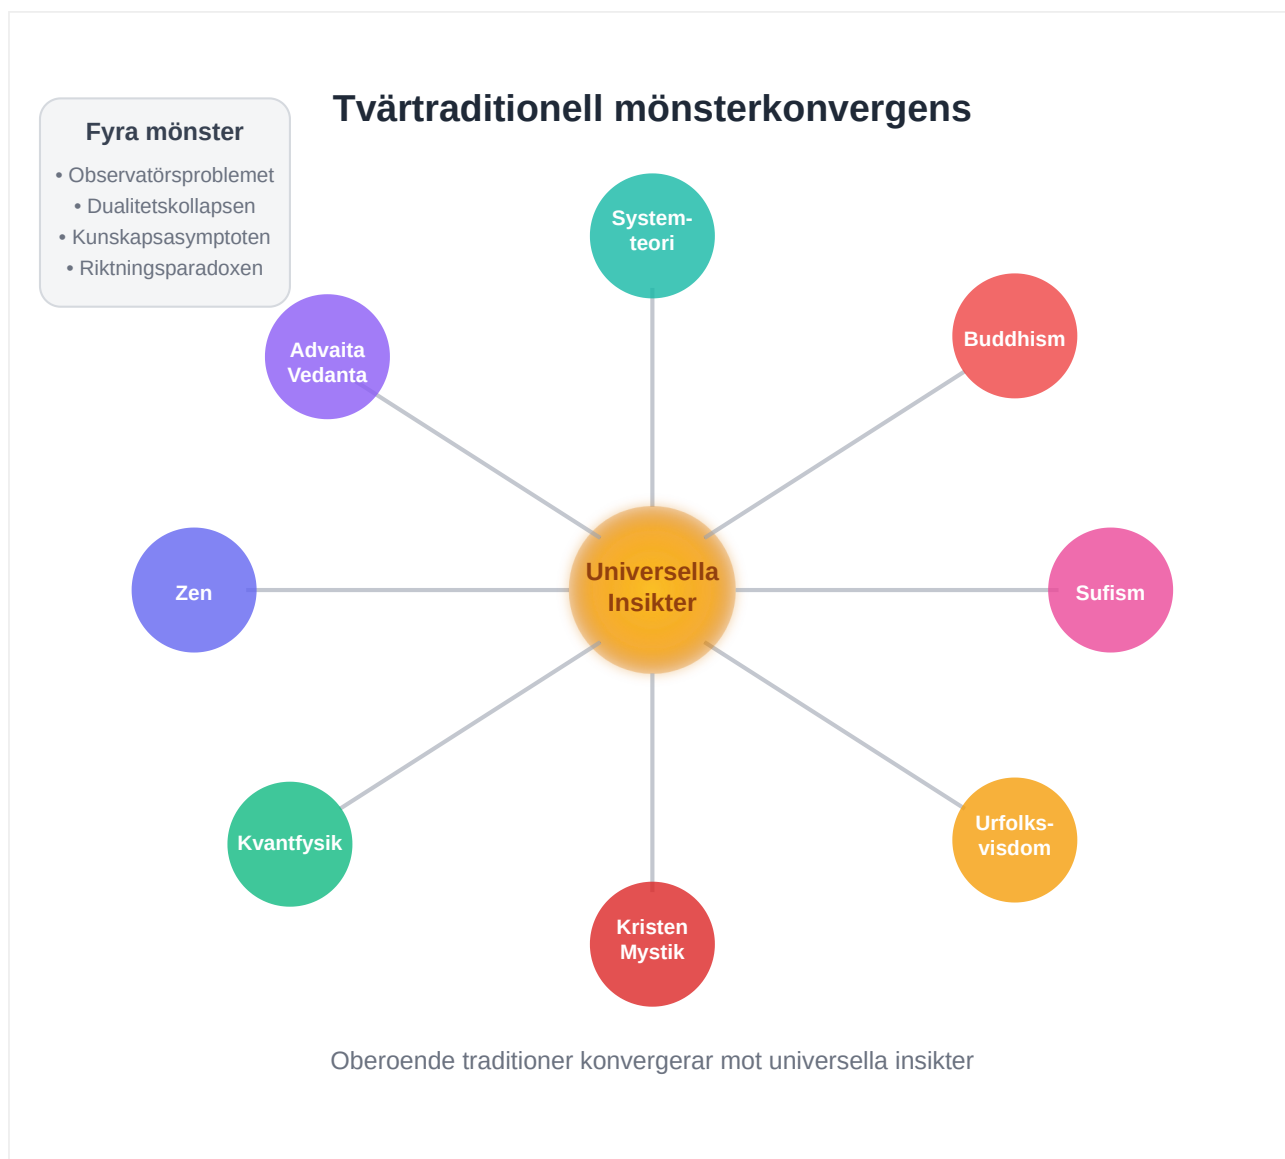 Tvärtraditionell mönsterkonvergens
Fyra mönster
• Observatörsproblemet
• Dualitetskollapsen
• Kunskapsasymptoten
• Riktningsparadoxen
System-
teori
Buddhism
Advaita
Vedanta
Universella
Insikter
Zen
Sufism
Kvantfysik
Urfolks-
visdom
Kristen
Mystik
Oberoende traditioner konvergerar mot universella insikter